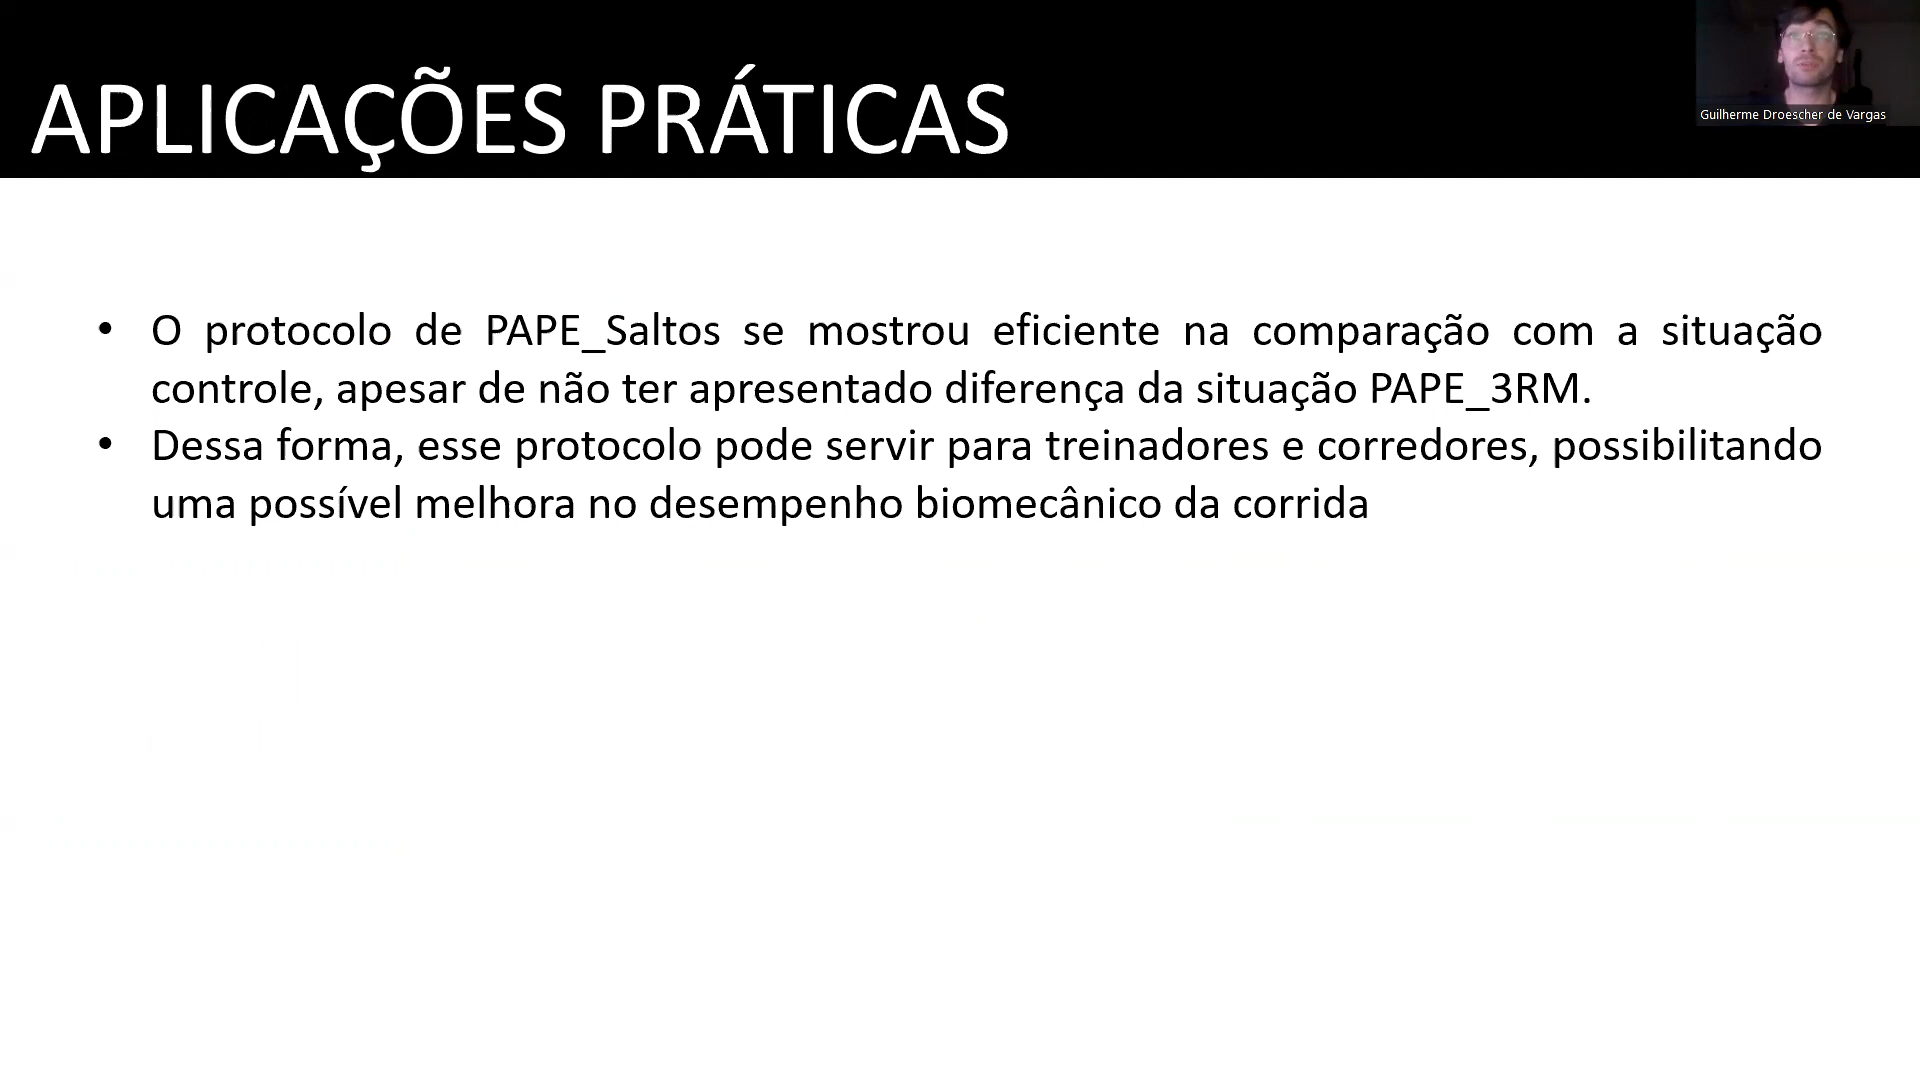 APLICAÇÕES PRÁTICAS
Guilherme Droescher de Vargas
• O protocolo de PAPE_Saltos se mostrou eficiente na comparação com a situação
controle, apesar de não ter apresentado diferença da situação PAPE_3RM.
• Dessa forma, esse protocolo pode servir para treinadores e corredores, possibilitando
uma possível melhora no desempenho biomecânico da corrida